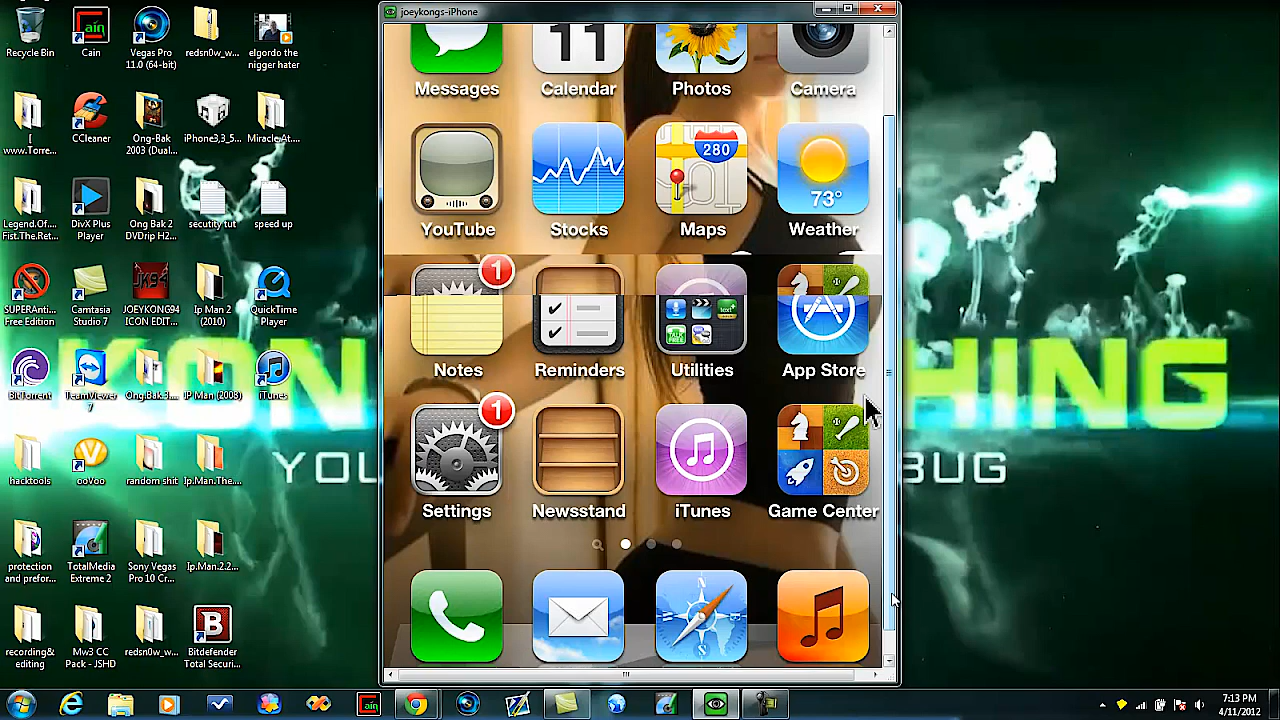 joeykongs-iPhone
Recycle Bin
Cain
Vegas Pro
11.0 (64-bit)
redsn0w_w...
elgordo the
nigger hater
[
www.Torre...
CCleaner
Ong-Bak
2003 (Dual...
iPhone3,3_5...
Miracle.At...
Legend.Of...
Fist.The.Ret...
DivX Plus
Player
Ong Bak 2
DVDrip H2...
secutity tut
speed up
SUPERAnti...
Free Edition
Camtasia
Studio 7
JK94
JOEYKONG94
ICON EDIT...
Ip Man 2
(2010)
QuickTime
Player
BitTorrent
TeamViewer
7
Ong.Bak.3....
IP Man (2008)
iTunes
hacktools
ooVoo
random shit
Ip.Man.The...
protection
and prefor...
TotalMedia
Extreme 2
Sony Vegas
Pro 10 Cr...
Ip.Man.2.2...
recording&
editing
Mw3 CC
Pack - JSHD
redsn0w_w...
B
Bitdefender
Total Securi...
KON
HING
YOU
BUG
11
Messages
Calendar
Photos
Camera
280
73°
YouTube
Stocks
Maps
Weather
1
Notes
Reminders
Utilities
App Store
1
Settings
Newsstand
iTunes
Game Center
N
S
Cain
7:13 PM
4/11/2012